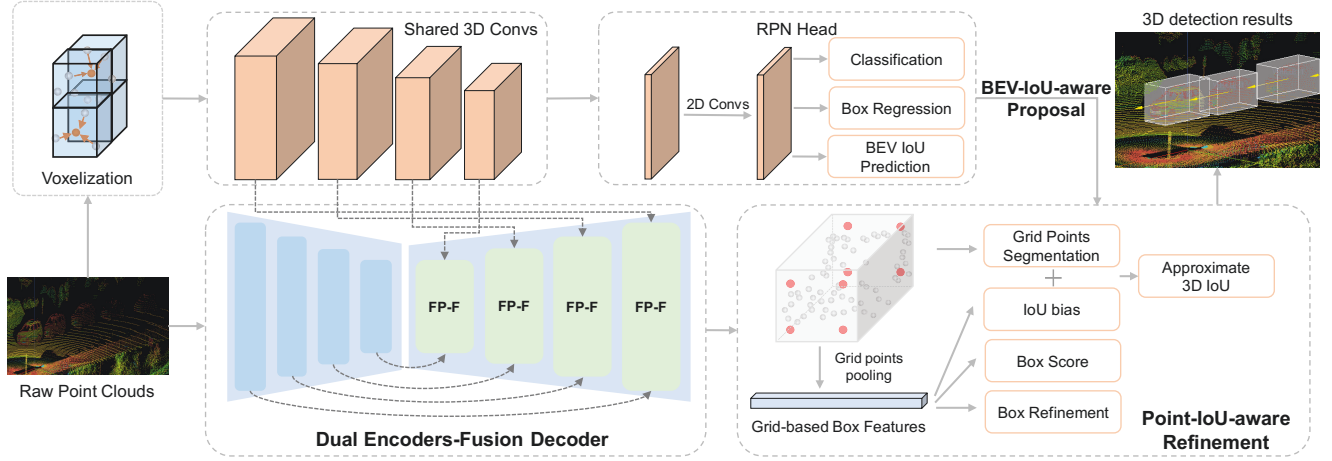 Voxelization
Shared 3D Convs
RPN Head
2D Convs
Classification
Box Regression
BEV IoU
Prediction
BEV-IoU-aware
Proposal
3D detection results
Raw Point Clouds
FP-F
FP-F
FP-F
FP-F
Dual Encoders-Fusion Decoder
Grid points
pooling
Grid-based Box Features
Grid Points
Segmentation
+
IoU bias
Box Score
Box Refinement
Approximate
3D IoU
Point-IoU-aware
Refinement